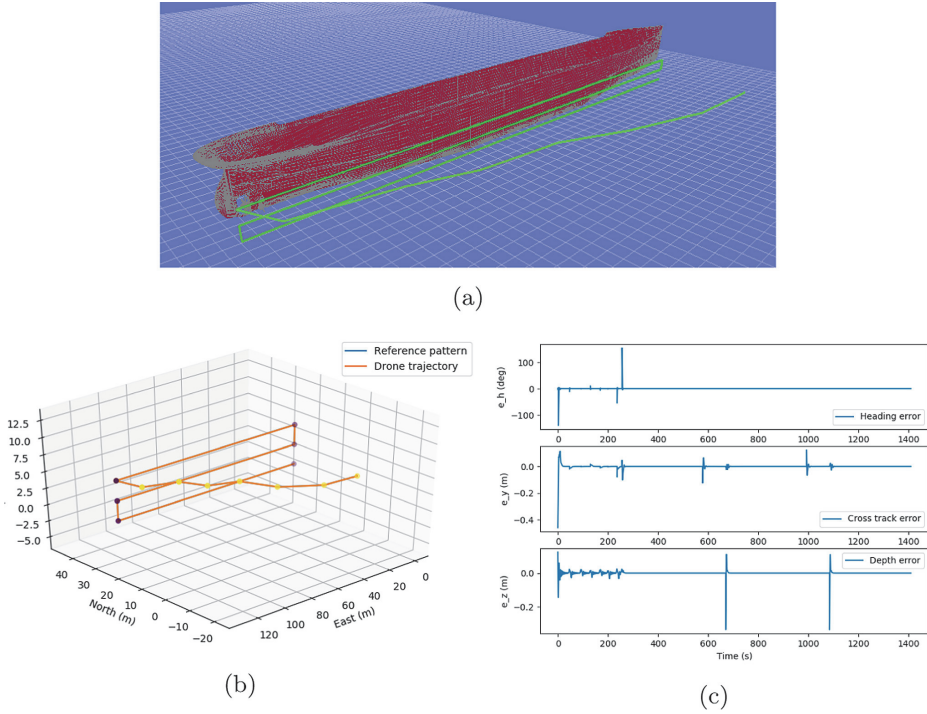 (a)
Reference pattern
Drone trajectory
12.5
10.0
7.5
5.0
2.5
0.0
−2.5
−5.0
40
30
20
10
0
−10
−20
North (m)
120
100
80
60
40
20
0
East (m)
(b)
100
0
−100
e_h (deg)
Heading error
0 200 400 600 800 1000 1200 1400
0.0
−0.2
−0.4
e_y (m)
Cross track error
0 200 400 600 800 1000 1200 1400
0.0
−0.2
e_z (m)
Depth error
0 200 400 600 800 1000 1200 1400
Time (s)
(c)